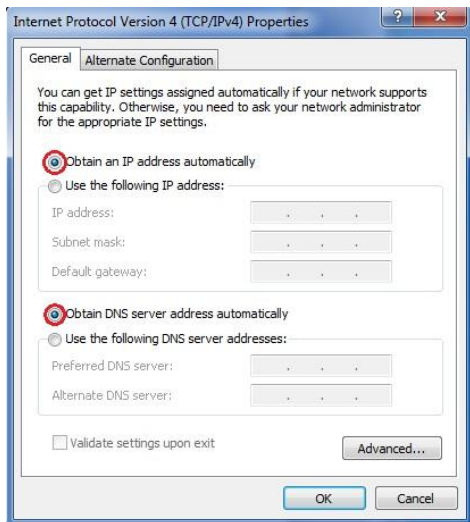 Internet Protocol Version 4 (TCP/IPv4) Properties
General
Alternate Configuration
You can get IP settings assigned automatically if your network supports
this capability. Otherwise, you need to ask your network administrator
for the appropriate IP settings.
Obtain an IP address automatically
Use the following IP address:
IP address:
Subnet mask:
Default gateway:
Obtain DNS server address automatically
Use the following DNS server addresses:
Preferred DNS server:
Alternate DNS server:
Validate settings upon exit
Advanced...
OK
Cancel